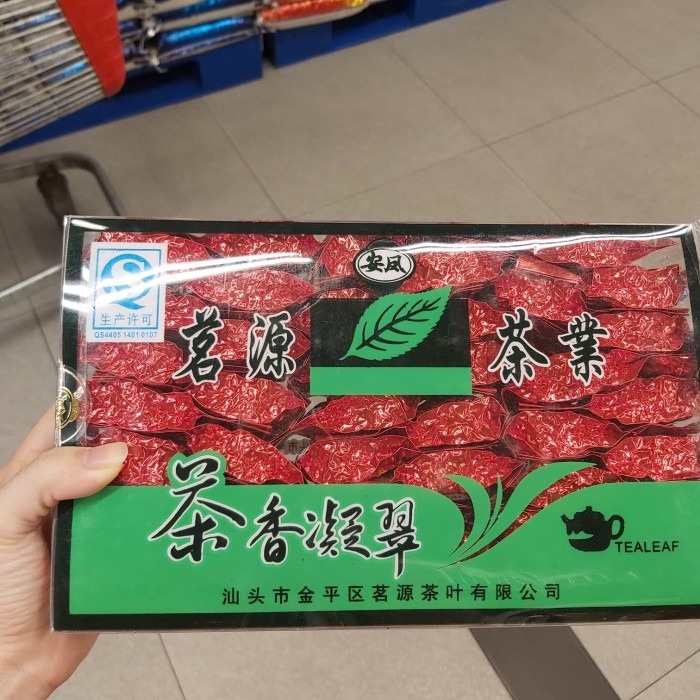 安凤
生产许可
QS4405 1401 0107
茗源 茶業
茶香凝翠
TEALEAF
汕头市金平区茗源茶叶有限公司